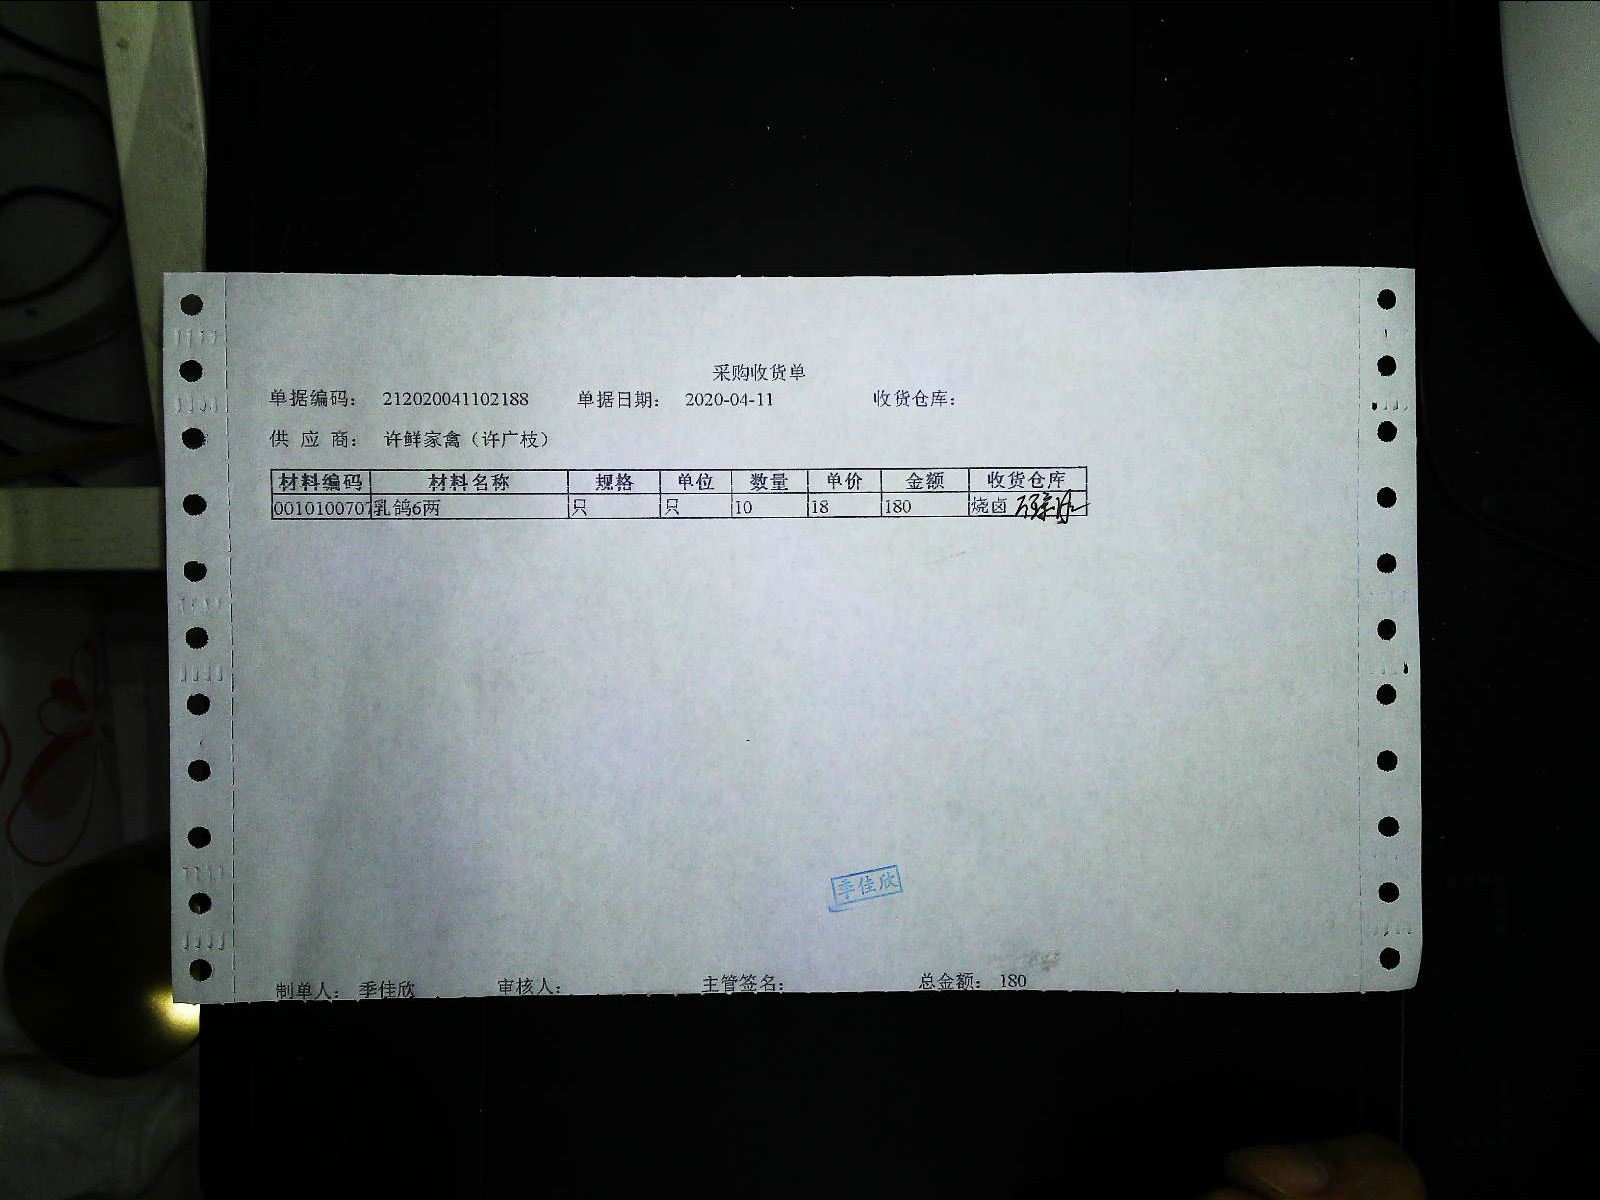 采购收货单
单据编码： 212020041102188 单据日期： 2020-04-11 收货仓库：
供 应 商： 许鲜家禽（许广枝）
材料编码 材料名称 规格 单位 数量 单价 金额 收货仓库
0010100707 乳鸽6两 只 只 10 18 180 烧卤
季佳欣
制单人： 季佳欣 审核人： 主管签名： 总金额： 180